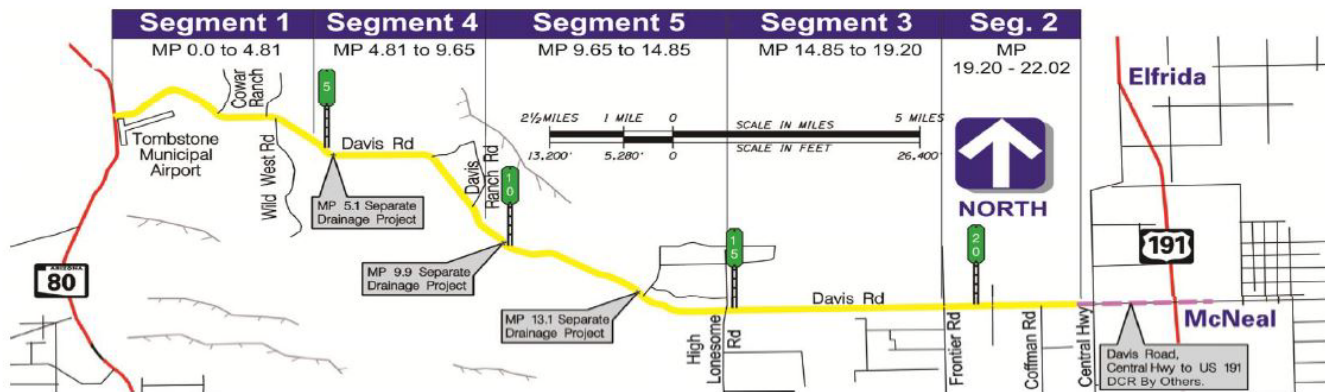 Segment 1
MP 0.0 to 4.81
Segment 4
MP 4.81 to 9.65
Segment 5
MP 9.65 to 14.85
Segment 3
MP 14.85 to 19.20
Seg. 2
MP
19.20 - 22.02
Elfrida
Cowan
Ranch
5
2½ MILES 1 MILE 0 SCALE IN MILES 5 MILES
13,200' 5,280' 0 SCALE IN FEET 26,400'
Tombstone
Municipal
Airport
Wild West Rd
Davis Rd
Davis
Ranch Rd
10
NORTH
MP 5.1 Separate
Drainage Project
191
ARIZONA
80
MP 9.9 Separate
Drainage Project
15
20
Davis Rd
MP 13.1 Separate
Drainage Project
High
Lonesome
Rd
Frontier Rd
Coffman Rd
Central Hwy
McNeal
Davis Road,
Central Hwy to US 191
DCR By Others.